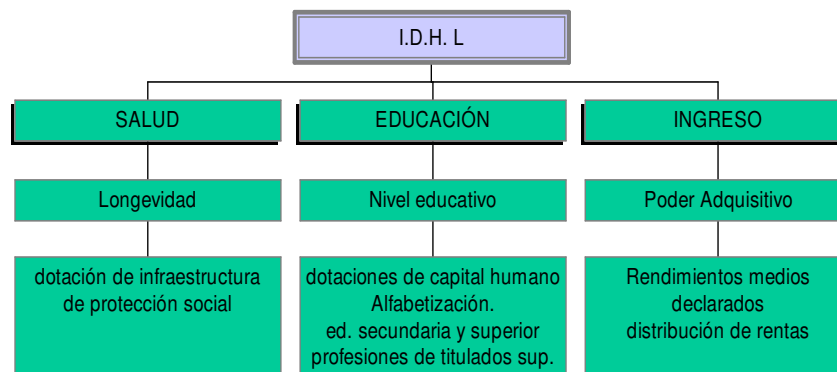 I.D.H. L
SALUD
EDUCACIÓN
INGRESO
Longevidad
Nivel educativo
Poder Adquisitivo
dotación de infraestructura
de protección social
dotaciones de capital humano
Alfabetización.
ed. secundaria y superior
profesiones de titulados sup.
Rendimientos medios
declarados
distribución de rentas